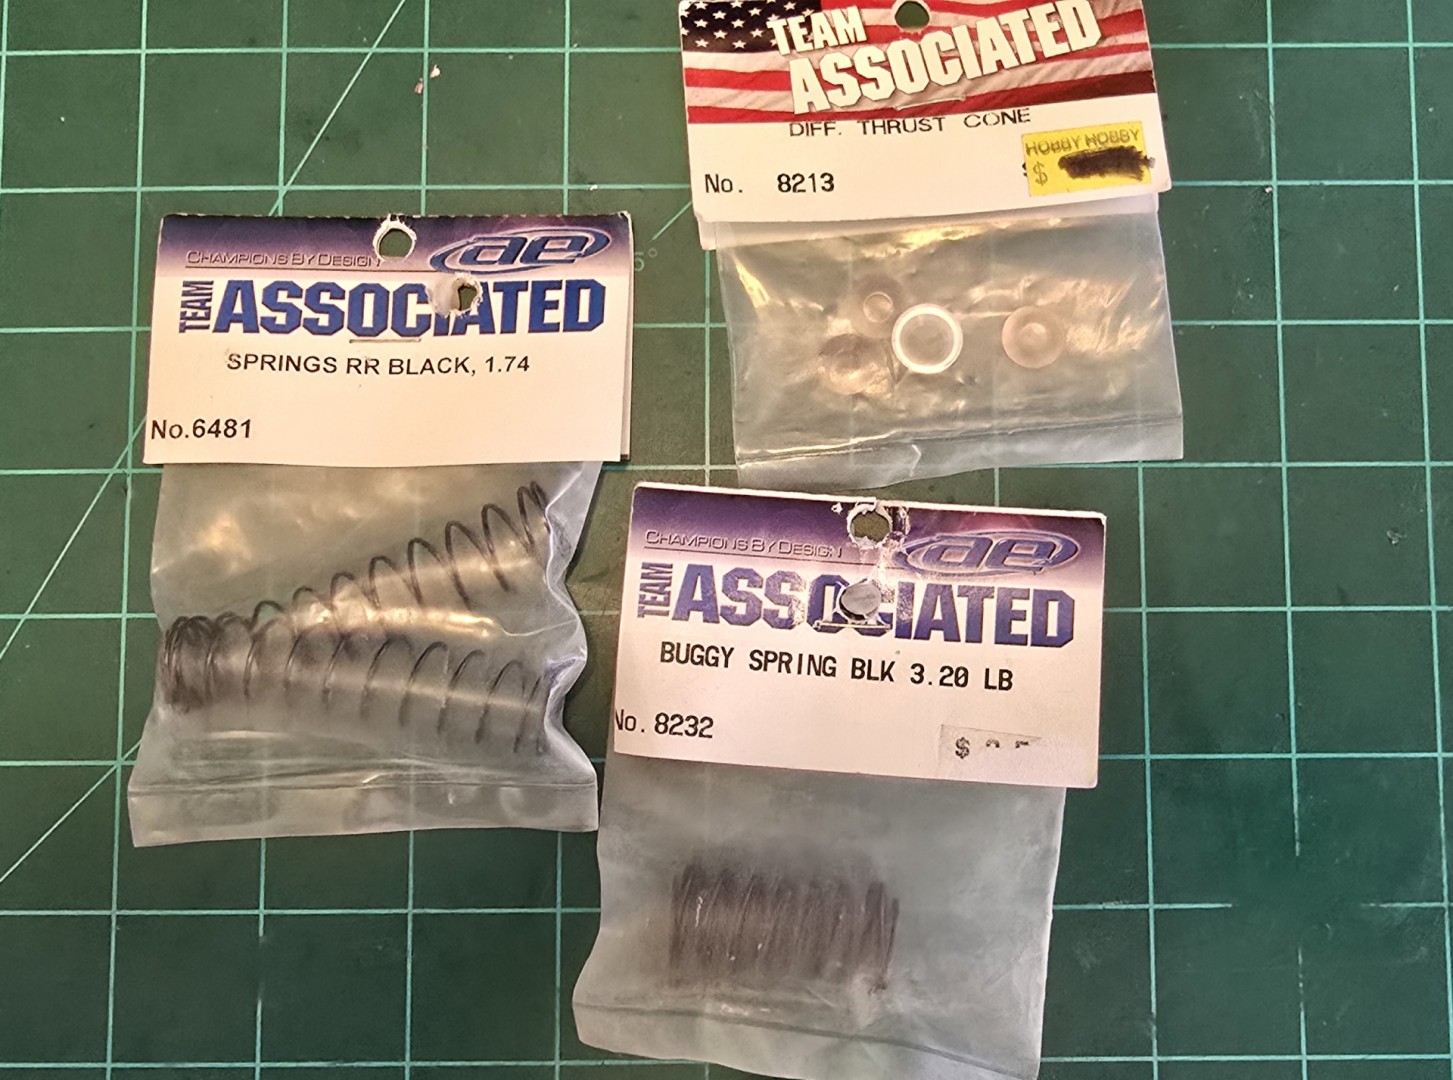 TEAM
ASSOCIATED
DIFF. THRUST CONE
HOBBY HOBBY
$
No. 8213
CHAMPIONS BY DESIGN
ae
TEAM
ASSOCIATED
SPRINGS RR BLACK, 1.74
No.6481
CHAMPIONS BY DESIGN
ae
TEAM
ASSOCIATED
BUGGY SPRING BLK 3.20 LB
No. 8232
$